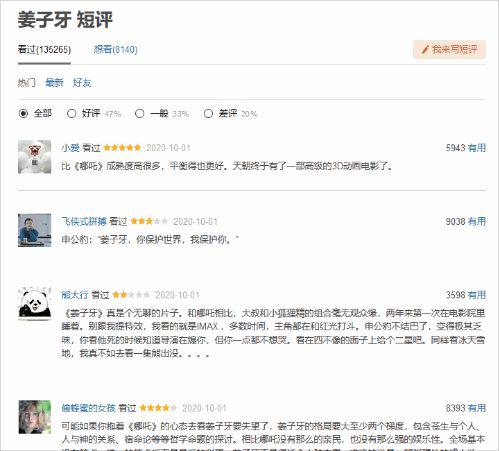 姜子牙 短评
看过(135265) 想看(8140) 我来写短评
热门 最新 好友
全部 好评 47% 一般 33% 差评 20%
小爱 看过 2020-10-01 5943 有用
比《哪吒》成熟度高很多，平衡得也更好。天朝终于有了一部高级的3D动画电影了。
飞侠式拼搏 看过 2020-10-01 9038 有用
申公豹：“姜子牙，你保护世界，我保护你。”
熊太行 看过 2020-10-01 3598 有用
《姜子牙》真是个无聊的片子。和哪吒相比，大叔和小狐狸精的组合毫无观众缘，两年来第一次在电影院里
睡着。别跟我提特效，我看的就是IMAX，多数时间，主角都在和红光打斗。申公豹不结巴了，变得极其乏
味，你看他死的时候知道导演在煽你，但你一点都不想哭。看在四不像的面子上给个二星吧。同样看冰天雪
地，我真不如去看一集熊出没。。。。
偷蜂蜜的女孩 看过 2020-10-01 8393 有用
可能如果你抱着《哪吒》的心态去看姜子牙要失望了，姜子牙的格局要大至少两个梯度，包含苍生与个人、
人与神的关系、宿命论等等哲学命题的探讨。相比哪吒没有那么的亲民，也没有那么强的娱乐性。全场基本